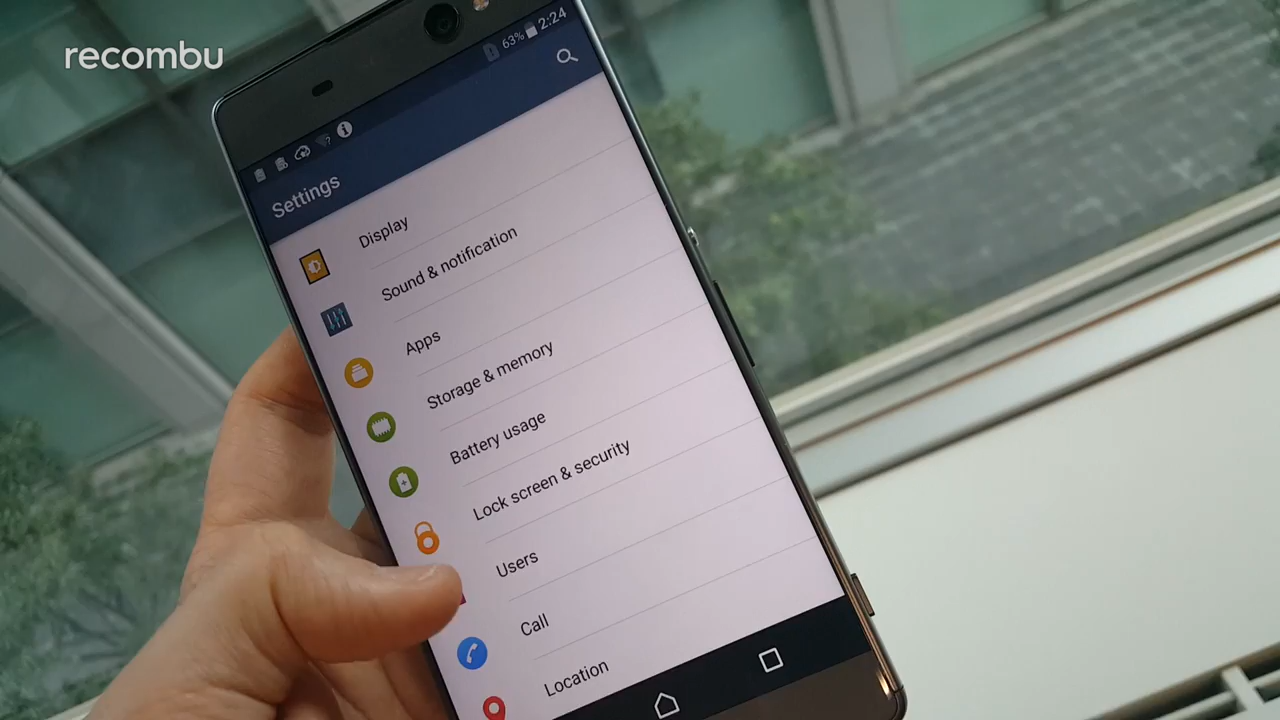 recombu
63% 2:24
Settings
Display
Sound & notification
Apps
Storage & memory
Battery usage
Lock screen & security
Users
Call
Location